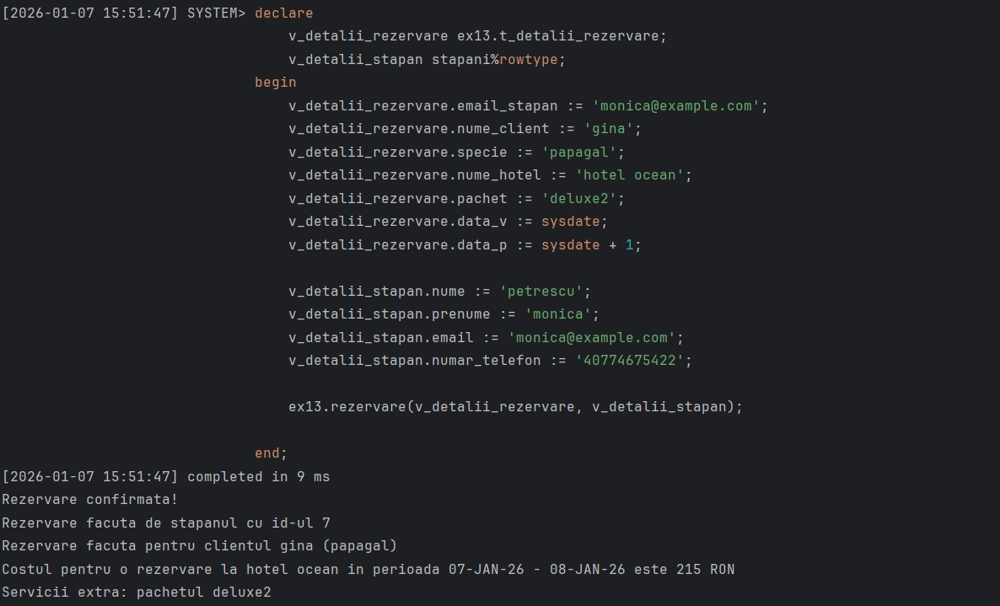 [2026-01-07 15:51:47] SYSTEM> declare
v_detalii_rezervare ex13.t_detalii_rezervare;
v_detalii_stapan stapani%rowtype;
begin
v_detalii_rezervare.email_stapan := 'monica@example.com';
v_detalii_rezervare.nume_client := 'gina';
v_detalii_rezervare.specie := 'papagal';
v_detalii_rezervare.nume_hotel := 'hotel ocean';
v_detalii_rezervare.pachet := 'deluxe2';
v_detalii_rezervare.data_v := sysdate;
v_detalii_rezervare.data_p := sysdate + 1;
v_detalii_stapan.nume := 'petrescu';
v_detalii_stapan.prenume := 'monica';
v_detalii_stapan.email := 'monica@example.com';
v_detalii_stapan.numar_telefon := '40774675422';
ex13.rezervare(v_detalii_rezervare, v_detalii_stapan);
end;
[2026-01-07 15:51:47] completed in 9 ms
Rezervare confirmata!
Rezervare facuta de stapanul cu id-ul 7
Rezervare facuta pentru clientul gina (papagal)
Costul pentru o rezervare la hotel ocean in perioada 07-JAN-26 - 08-JAN-26 este 215 RON
Servicii extra: pachetul deluxe2